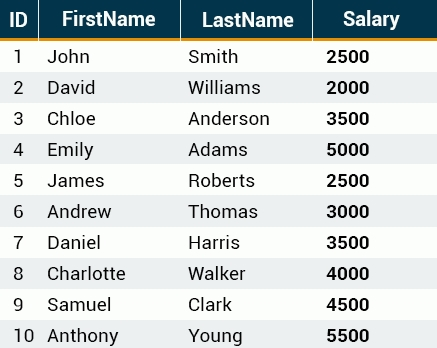 ID FirstName LastName Salary
1 John Smith 2500
2 David Williams 2000
3 Chloe Anderson 3500
4 Emily Adams 5000
5 James Roberts 2500
6 Andrew Thomas 3000
7 Daniel Harris 3500
8 Charlotte Walker 4000
9 Samuel Clark 4500
10 Anthony Young 5500